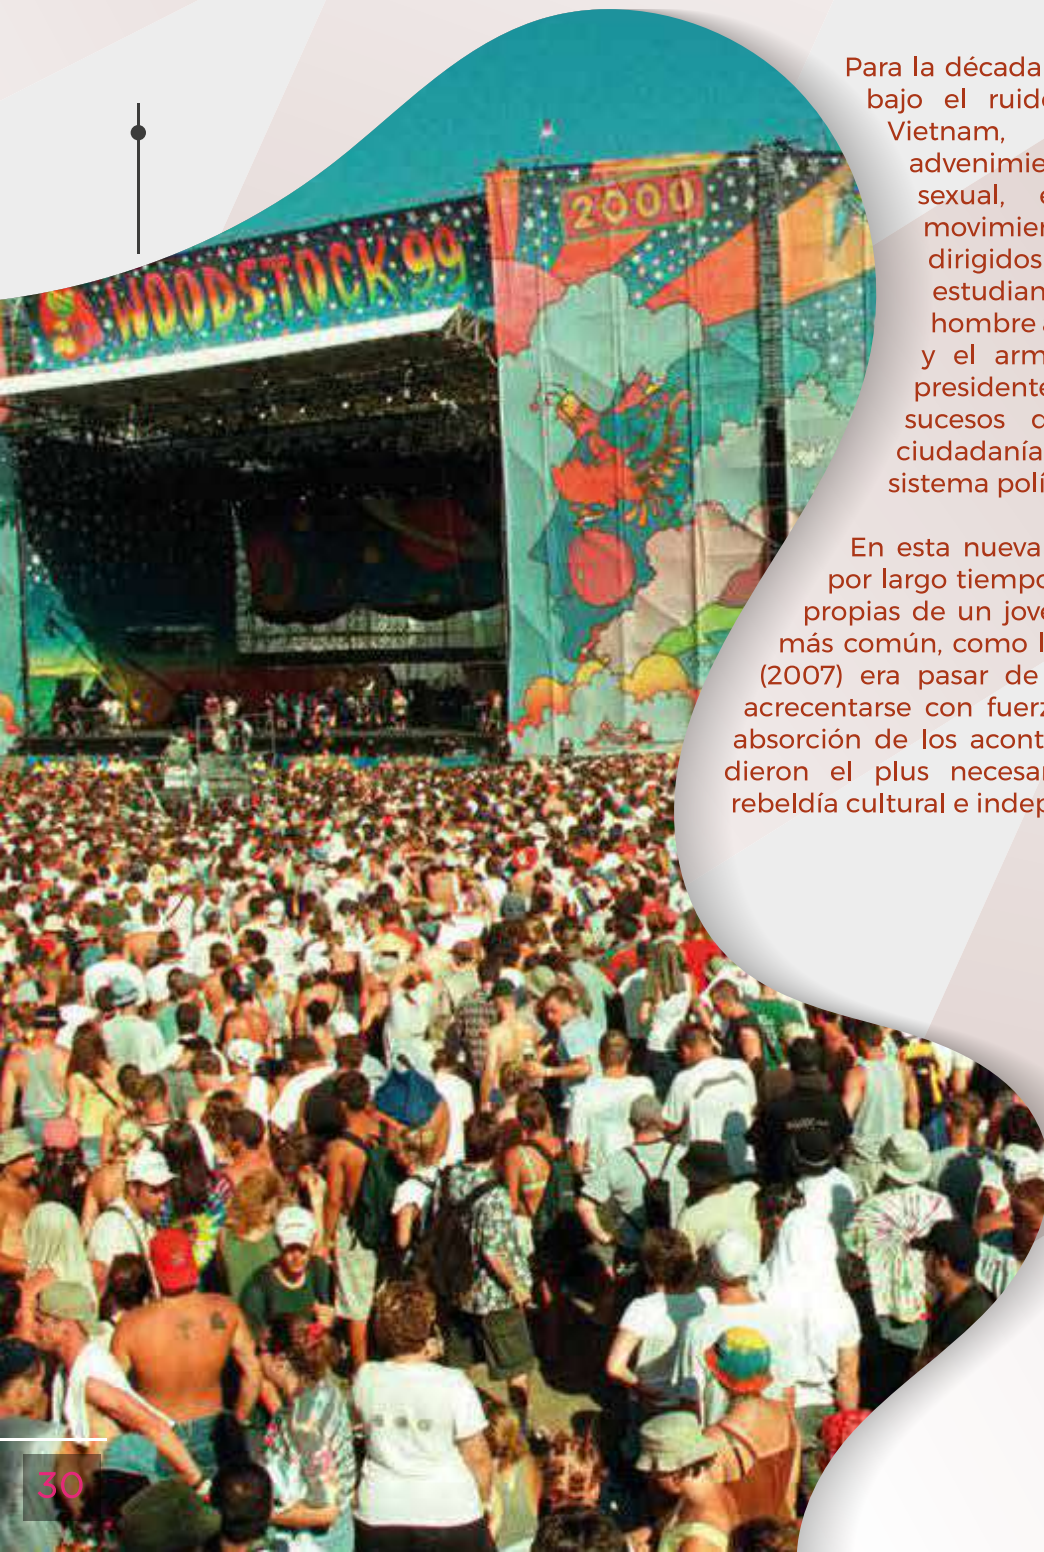 WOODSTOCK 99
2000
Para la década
bajo el ruid
Vietnam,
advenimie
sexual,
movimier
dirigidos
estudian
hombre
y el arm
presidente
sucesos
ciudadanía
sistema polí
En esta nueva
por largo tiempo
propias de un jov
más común, como l
(2007) era pasar de
acrecentarse con fuerz
absorción de los acont
dieron el plus necesar
rebeldía cultural e indep
30